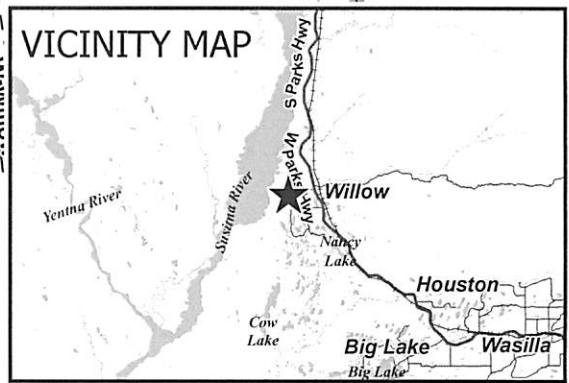 VICINITY MAP
S Parks Hwy
W Parks Hwy
Willow
Yentna River
Susitna River
Nancy
Lake
Houston
Cow
Lake
Big Lake
Wasilla
Big Lake